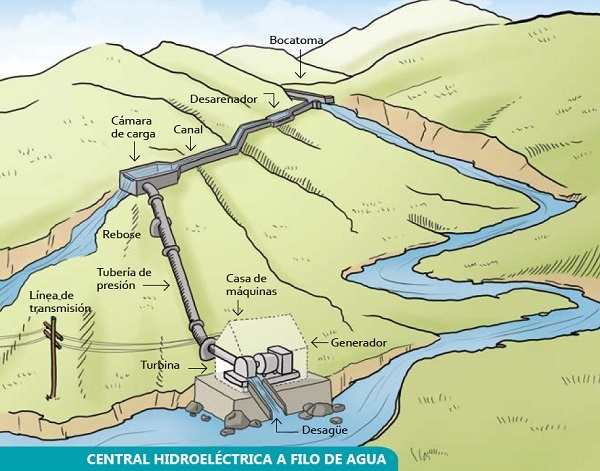 Bocatoma
Desarenador
Cámara
de carga
Canal
Rebose
Tubería de
presión
Casa de
máquinas
Línea de
transmisión
Generador
Turbina
Desagüe
CENTRAL HIDROELÉCTRICA A FILO DE AGUA